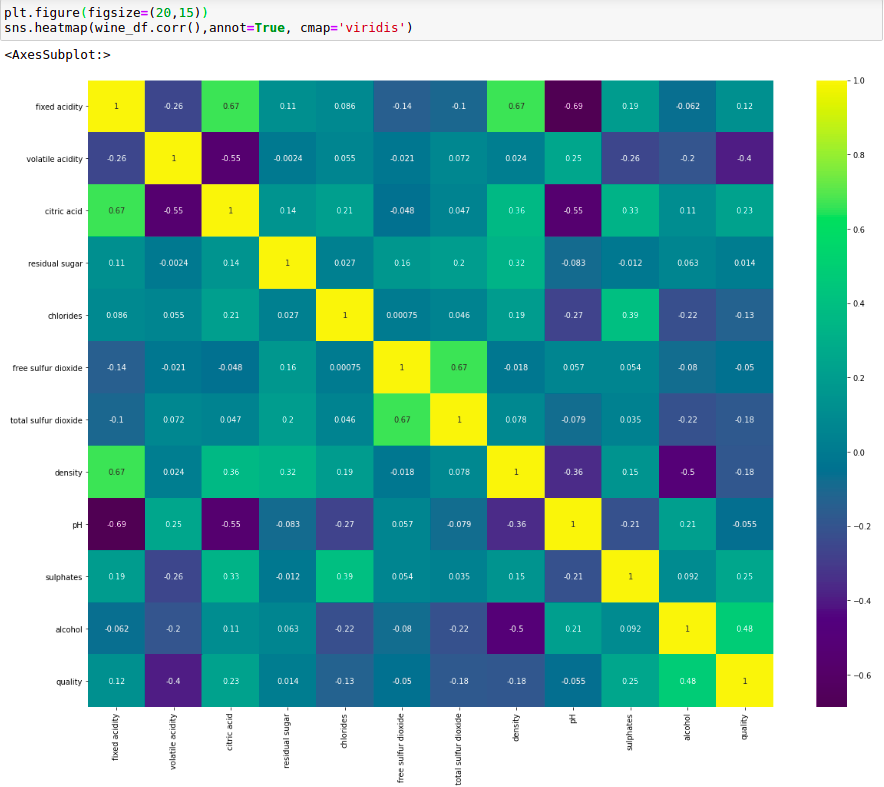 plt.figure(figsize=(20,15))
sns.heatmap(wine_df.corr(),annot=True, cmap='viridis')
<AxesSubplot:>
fixed acidity 1 -0.26 0.67 0.11 0.086 -0.14 -0.1 0.67 -0.69 0.19 -0.062 0.12
volatile acidity -0.26 1 -0.55 -0.0024 0.055 -0.021 0.072 0.024 0.25 -0.26 -0.2 -0.4
citric acid 0.67 -0.55 1 0.14 0.21 -0.048 0.047 0.36 -0.55 0.33 0.11 0.23
residual sugar 0.11 -0.0024 0.14 1 0.027 0.16 0.2 0.32 -0.083 -0.012 0.063 0.014
chlorides 0.086 0.055 0.21 0.027 1 0.00075 0.046 0.19 -0.27 0.39 -0.22 -0.13
free sulfur dioxide -0.14 -0.021 -0.048 0.16 0.00075 1 0.67 -0.018 0.057 0.054 -0.08 -0.05
total sulfur dioxide -0.1 0.072 0.047 0.2 0.046 0.67 1 0.078 -0.079 0.035 -0.22 -0.18
density 0.67 0.024 0.36 0.32 0.19 -0.018 0.078 1 -0.36 0.15 -0.5 -0.18
pH -0.69 0.25 -0.55 -0.083 -0.27 0.057 -0.079 -0.36 1 -0.21 0.21 -0.055
sulphates 0.19 -0.26 0.33 -0.012 0.39 0.054 0.035 0.15 -0.21 1 0.092 0.25
alcohol -0.062 -0.2 0.11 0.063 -0.22 -0.08 -0.22 -0.5 0.21 0.092 1 0.48
quality 0.12 -0.4 0.23 0.014 -0.13 -0.05 -0.18 -0.18 -0.055 0.25 0.48 1
fixed acidity
volatile acidity
citric acid
residual sugar
chlorides
free sulfur dioxide
total sulfur dioxide
density
pH
sulphates
alcohol
quality
1.0
0.8
0.6
0.4
0.2
0.0
−0.2
−0.4
−0.6